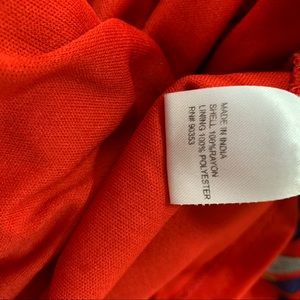 MADE IN INDIA
SHELL 100%RAYON
LINING 100% POLYESTER
RN# 90353